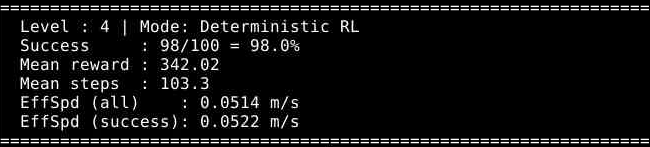 =================================================================
Level : 4 | Mode: Deterministic RL
Success     : 98/100 = 98.0%
Mean reward : 342.02
Mean steps  : 103.3
EffSpd (all)    : 0.0514 m/s
EffSpd (success): 0.0522 m/s
=================================================================